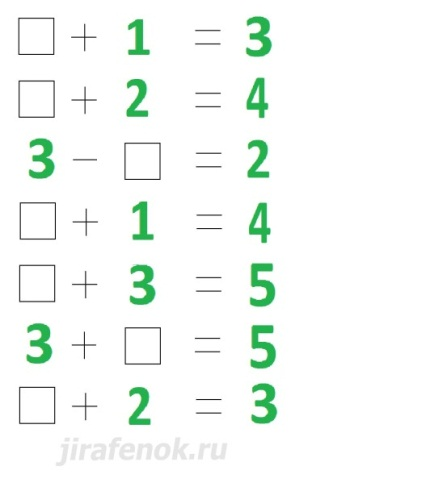 □ + 1 = 3
□ + 2 = 4
3 − □ = 2
□ + 1 = 4
□ + 3 = 5
3 + □ = 5
□ + 2 = 3
jirafenok.ru